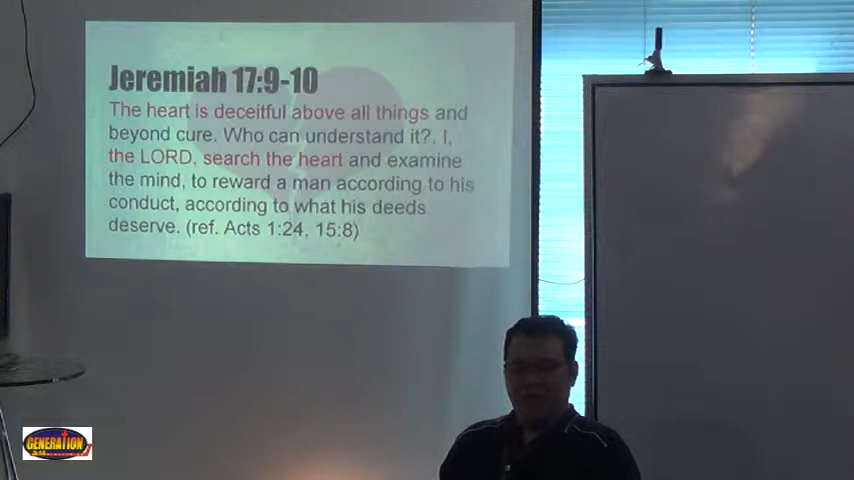 Jeremiah 17:9-10
The heart is deceitful above all things and
beyond cure. Who can understand it?. I,
the LORD, search the heart and examine
the mind, to reward a man according to his
conduct, according to what his deeds
deserve. (ref. Acts 1:24, 15:8)
GENERATION